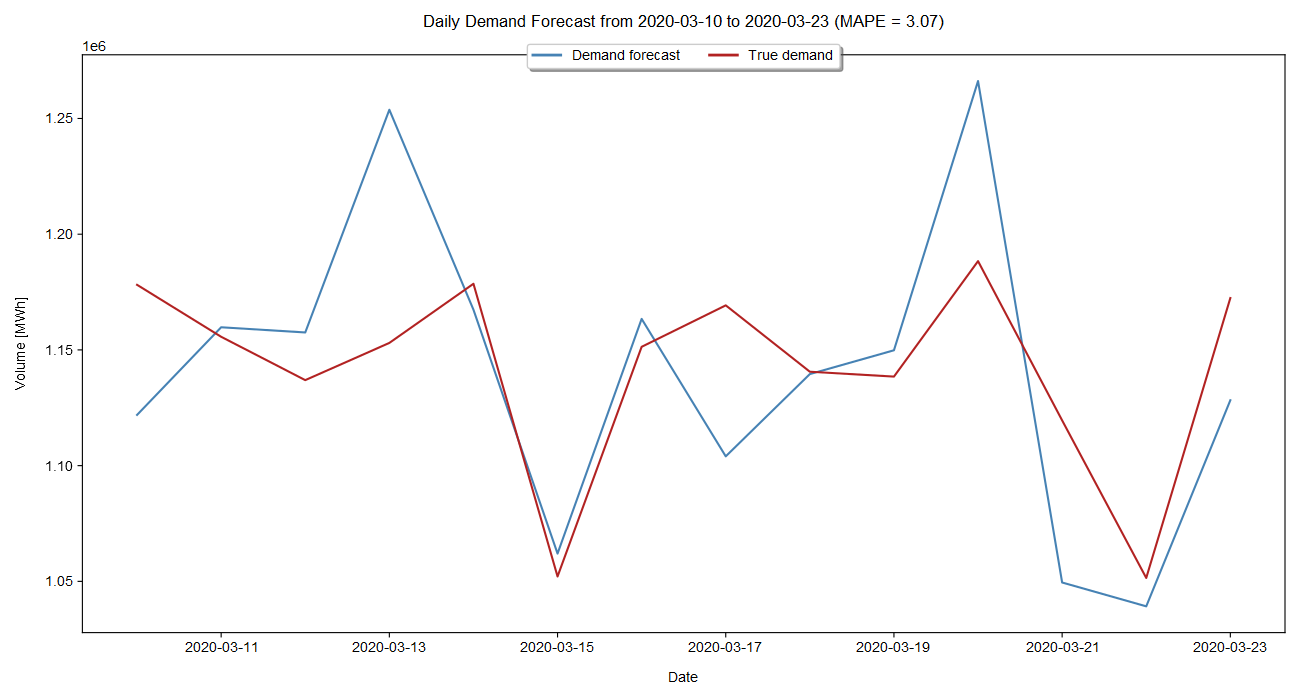 Daily Demand Forecast from 2020-03-10 to 2020-03-23 (MAPE = 3.07)
1e6
Demand forecast True demand
1.25
1.20
1.15
1.10
1.05
Volume [MWh]
2020-03-11 2020-03-13 2020-03-15 2020-03-17 2020-03-19 2020-03-21 2020-03-23
Date